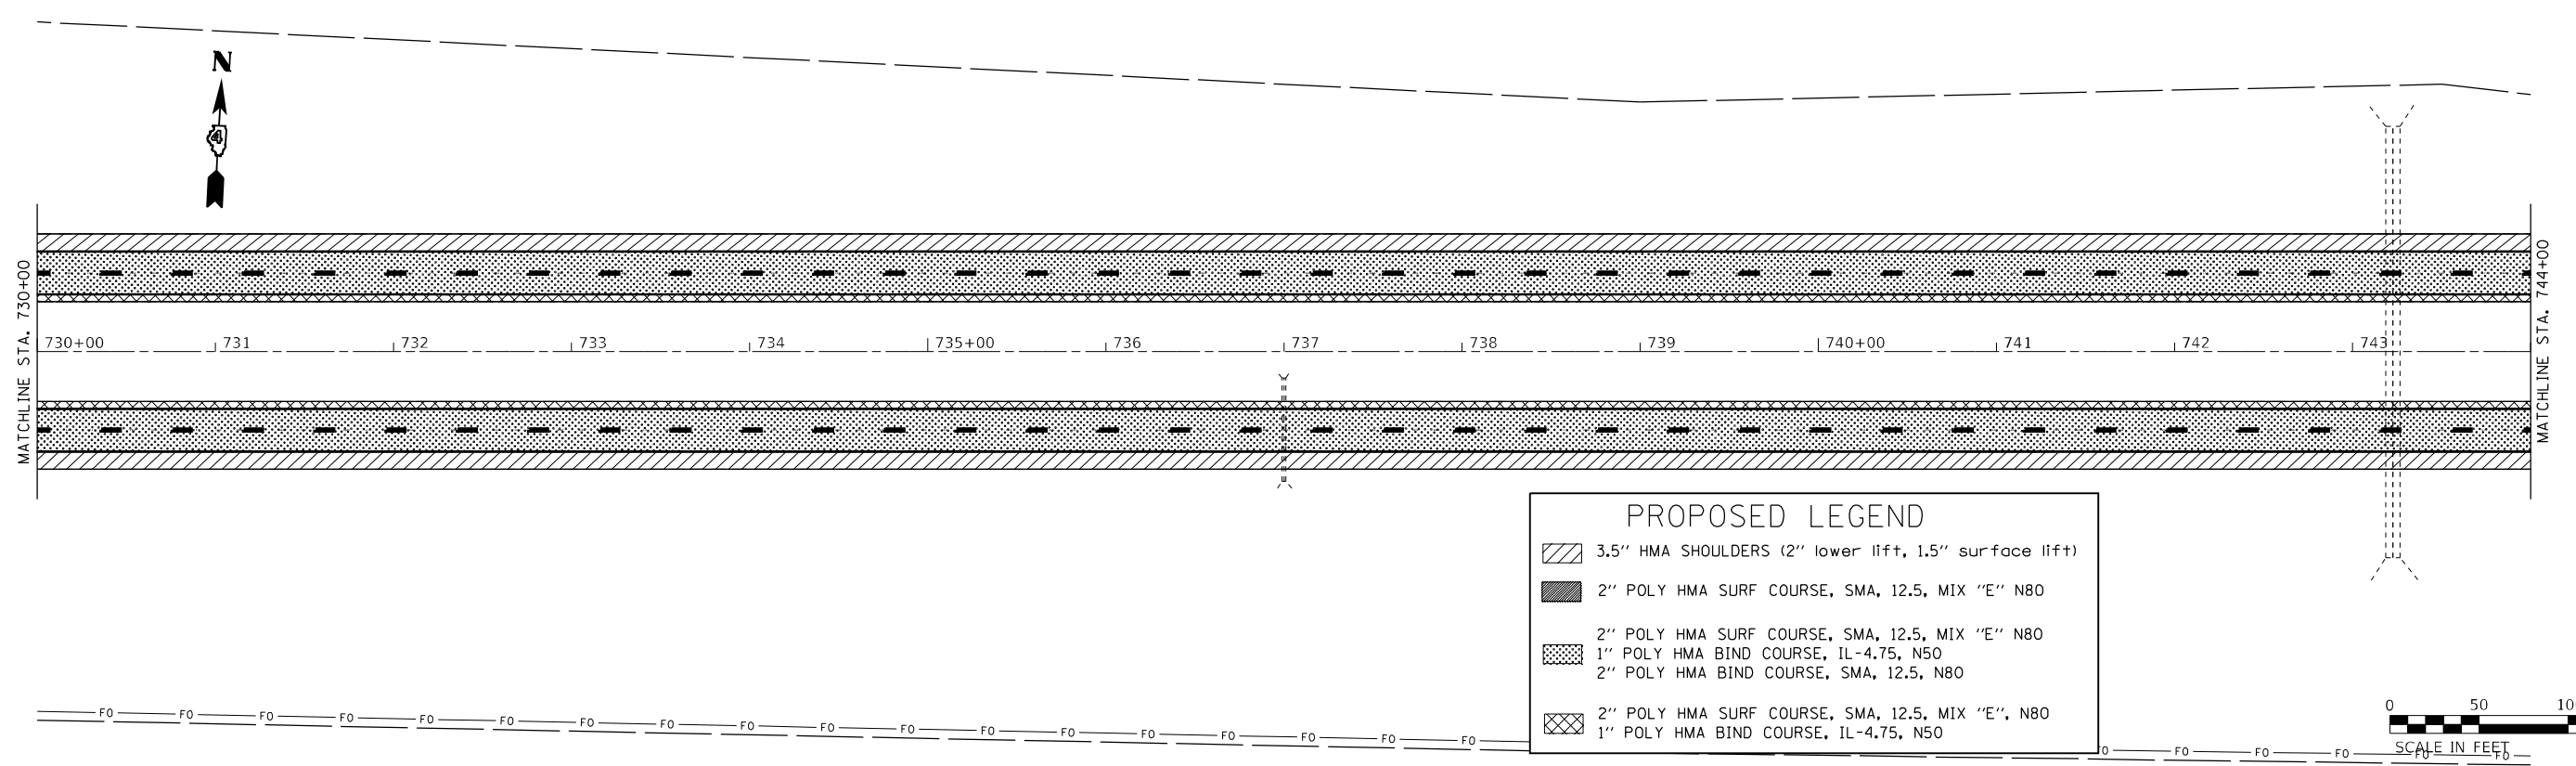 N
4
MATCHLINE STA. 730+00
730+00 731 732 733 734 735+00 736 737 738 739 740+00 741 742 743
MATCHLINE STA. 744+00
PROPOSED LEGEND
3.5" HMA SHOULDERS (2" lower lift, 1.5" surface lift)
2" POLY HMA SURF COURSE, SMA, 12.5, MIX "E" N80
2" POLY HMA SURF COURSE, SMA, 12.5, MIX "E" N80
1" POLY HMA BIND COURSE, IL-4.75, N50
2" POLY HMA BIND COURSE, SMA, 12.5, N80
2" POLY HMA SURF COURSE, SMA, 12.5, MIX "E", N80
1" POLY HMA BIND COURSE, IL-4.75, N50
FO FO FO FO FO FO FO FO FO FO FO FO FO FO FO FO FO FO FO FO FO FO FO
0 50
SCALE IN FEET